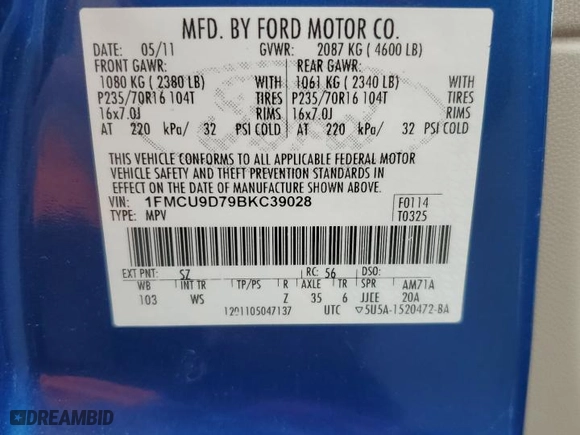 MFD. BY FORD MOTOR CO.
DATE: 05/11 GVWR: 2087 KG ( 4600 LB)
FRONT GAWR: REAR GAWR:
1080 KG ( 2380 LB) WITH 1061 KG ( 2340 LB) WITH
P235/70R16 104T TIRES P235/70R16 104T TIRES
16x7.0J RIMS 16x7.0J RIMS
AT 220 kPa/ 32 PSI COLD AT 220 kPa/ 32 PSI COLD
THIS VEHICLE CONFORMS TO ALL APPLICABLE FEDERAL MOTOR
VEHICLE SAFETY AND THEFT PREVENTION STANDARDS IN
EFFECT ON THE DATE OF MANUFACTURE SHOWN ABOVE.
VIN: 1FMCU9D79BKC39028 F0114
TYPE: MPV T0325
EXT PNT: SZ RC: 56 DSO:
WB INT TR TP/PS R AXLE TR SPR AM71A
103 WS Z 35 6 JJCE 20A
1201105047137 UTC ▽5U5A-1520472-BA
DREAMBID